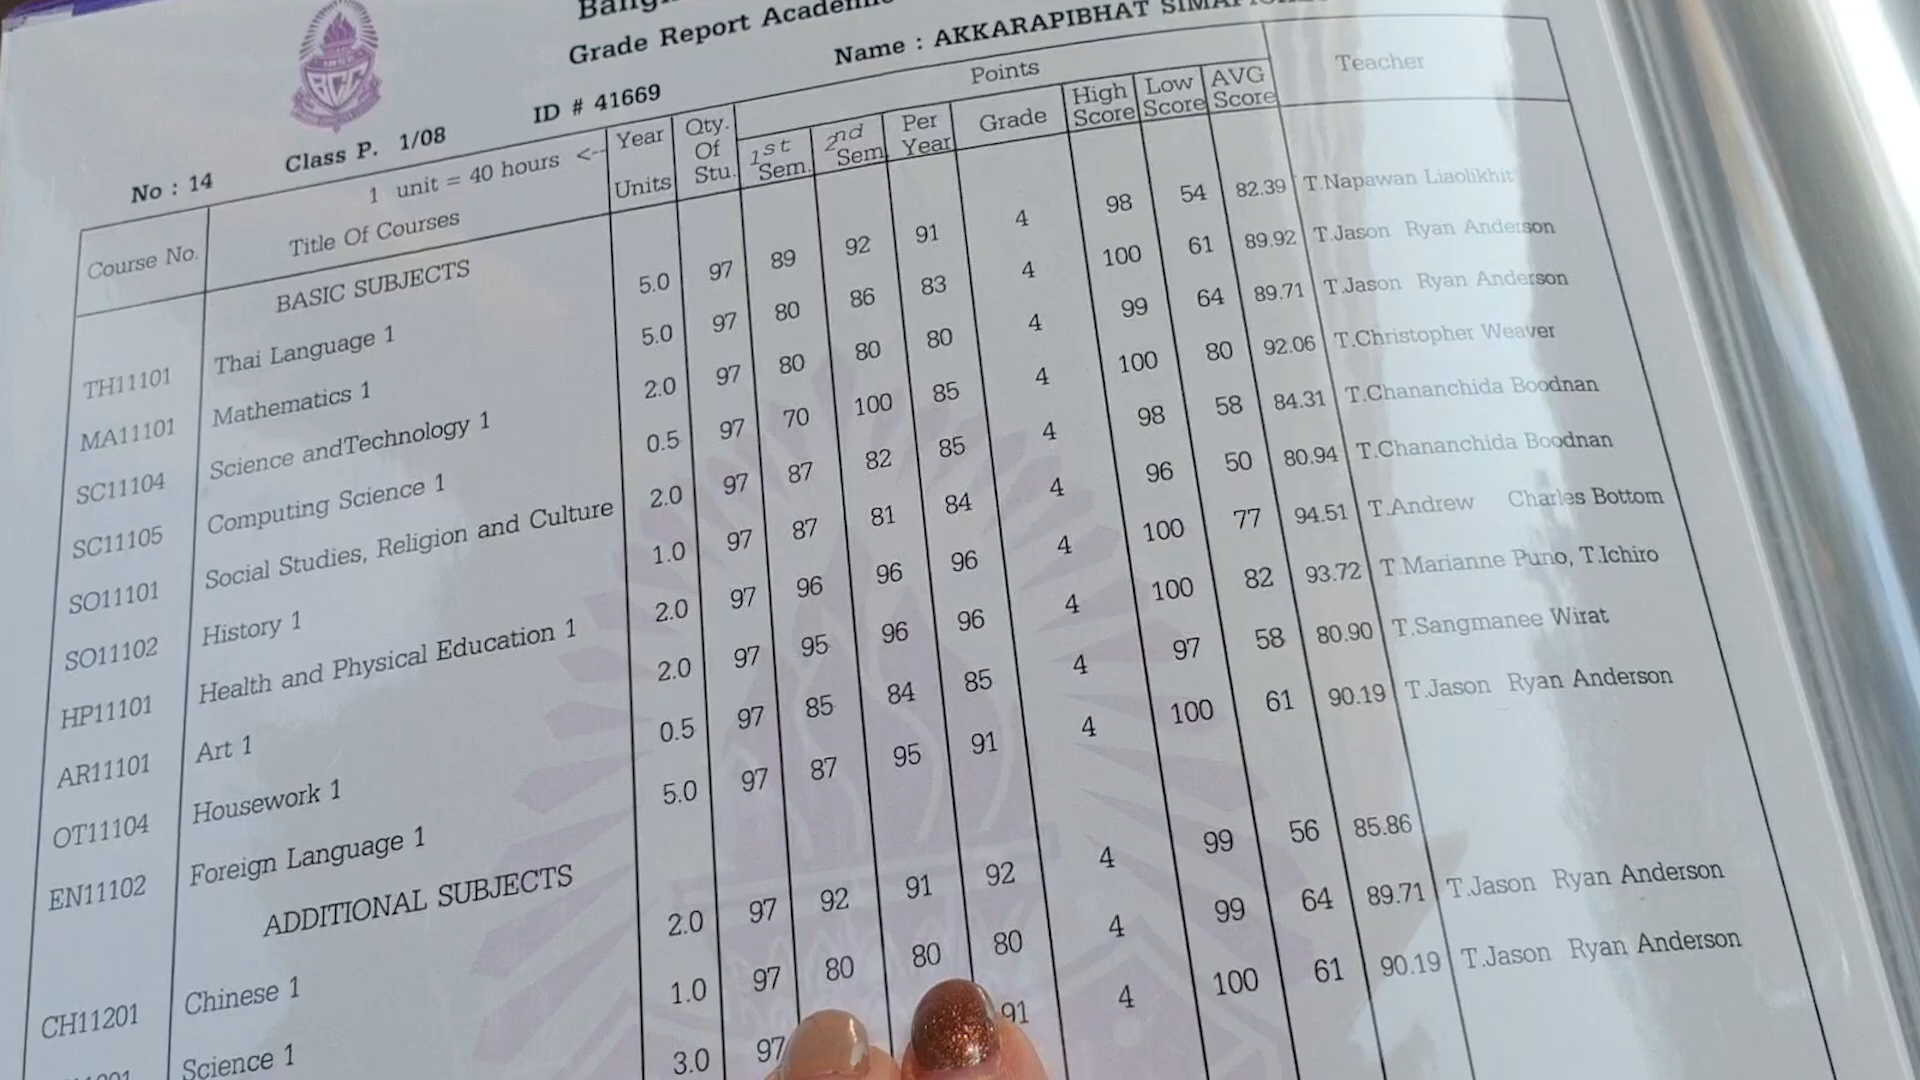 Grade Report
Name : AKKARAPIBHAT
BCC
ID # 41669
Class P. 1/08
No : 14
1 unit = 40 hours <--
Course No. Title Of Courses Year Units Qty. Of Stu. Points 1st Sem. 2nd Sem. Per Year Grade High Score Low Score AVG Score Teacher
BASIC SUBJECTS
TH11101 Thai Language 1 5.0 97 89 92 91 4 98 54 82.39 T.Napawan Liaolikhit
MA11101 Mathematics 1 5.0 97 80 86 83 4 100 61 89.92 T.Jason Ryan Anderson
SC11104 Science andTechnology 1 2.0 97 80 80 80 4 99 64 89.71 T.Jason Ryan Anderson
SC11105 Computing Science 1 0.5 97 70 100 85 4 100 80 92.06 T.Christopher Weaver
SO11101 Social Studies, Religion and Culture 2.0 97 87 82 85 4 98 58 84.31 T.Chananchida Boodnan
SO11102 History 1 1.0 97 87 81 84 4 96 50 80.94 T.Chananchida Boodnan
HP11101 Health and Physical Education 1 2.0 97 96 96 96 4 100 77 94.51 T.Andrew Charles Bottom
AR11101 Art 1 2.0 97 95 96 96 4 100 82 93.72 T.Marianne Puno, T.Ichiro
OT11104 Housework 1 0.5 97 85 84 85 4 97 58 80.90 T.Sangmanee Wirat
EN11102 Foreign Language 1 5.0 97 87 95 91 4 100 61 90.19 T.Jason Ryan Anderson
ADDITIONAL SUBJECTS
CH11201 Chinese 1 2.0 97 92 91 92 4 99 56 85.86
Science 1 1.0 97 80 80 80 4 99 64 89.71 T.Jason Ryan Anderson
3.0 97 91 4 100 61 90.19 T.Jason Ryan Anderson